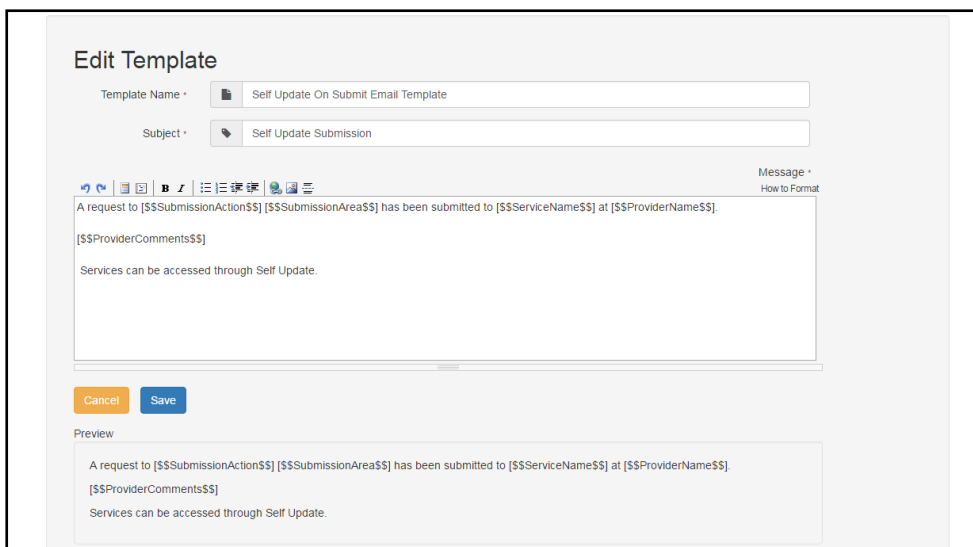 Edit Template
Template Name *
Self Update On Submit Email Template
Subject *
Self Update Submission
Message *
How to Format
B I
A request to [$$SubmissionAction$$] [$$SubmissionArea$$] has been submitted to [$$ServiceName$$] at [$$ProviderName$$].
[$$ProviderComments$$]
Services can be accessed through Self Update.
Cancel Save
Preview
A request to [$$SubmissionAction$$] [$$SubmissionArea$$] has been submitted to [$$ServiceName$$] at [$$ProviderName$$].
[$$ProviderComments$$]
Services can be accessed through Self Update.